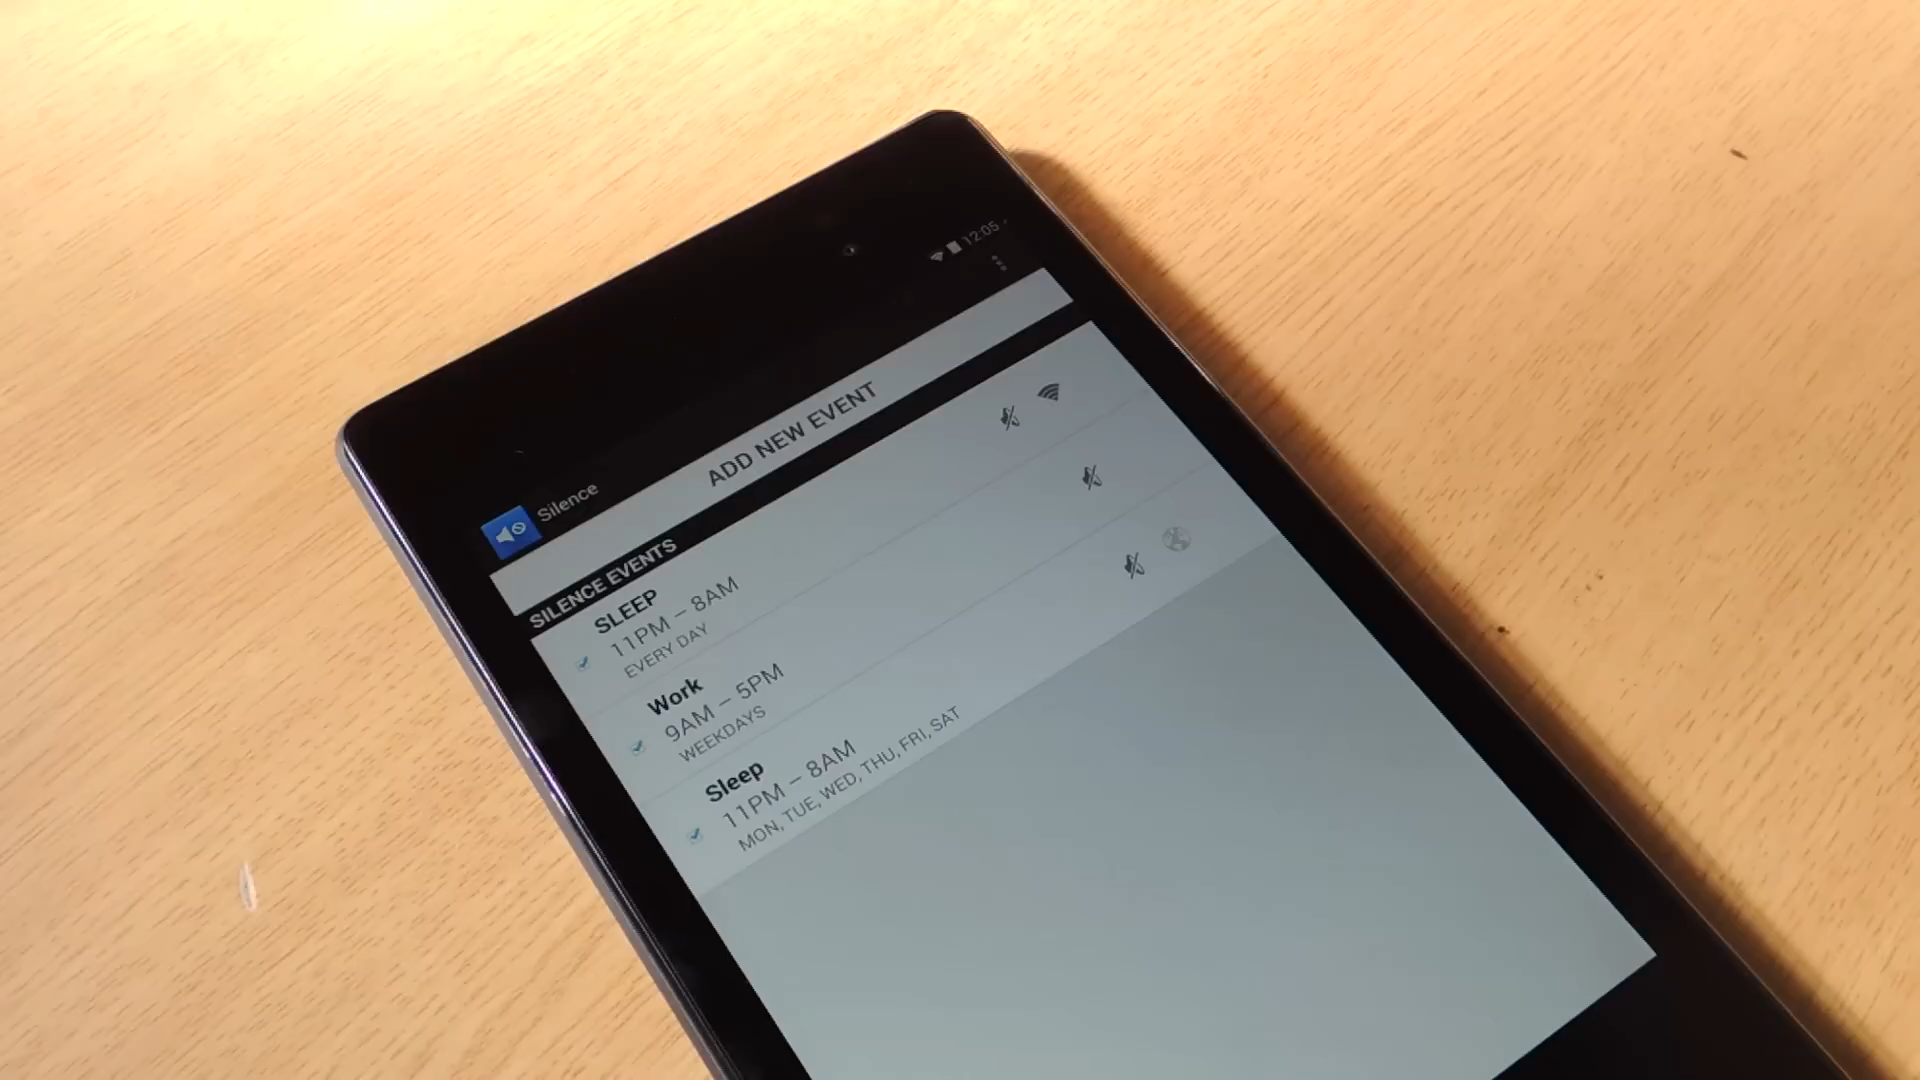 12:05
Silence
ADD NEW EVENT
SILENCE EVENTS
SLEEP
11PM – 8AM
EVERY DAY
Work
9AM – 5PM
WEEKDAYS
Sleep
11PM – 8AM
MON, TUE, WED, THU, FRI, SAT